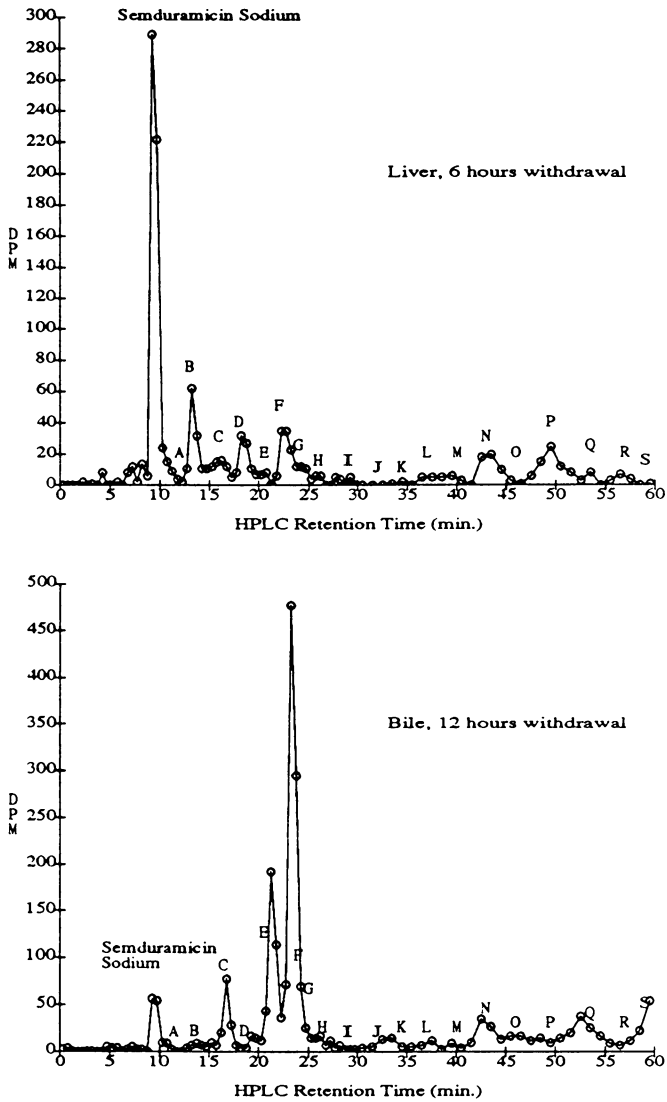 Semduramicin Sodium
300
280
260
240
220
200
180
160
140
120
100
80
60
40
20
0
DPM
Liver, 6 hours withdrawal
A B C D E F G H I J K L M N O P Q R S
0 5 10 15 20 25 30 35 40 45 50 55 60
HPLC Retention Time (min.)
500
450
400
350
300
250
200
150
100
50
0
DPM
Bile, 12 hours withdrawal
Semduramicin
Sodium
A B C D E F G H I J K L M N O P Q R S
0 5 10 15 20 25 30 35 40 45 50 55 60
HPLC Retention Time (min.)